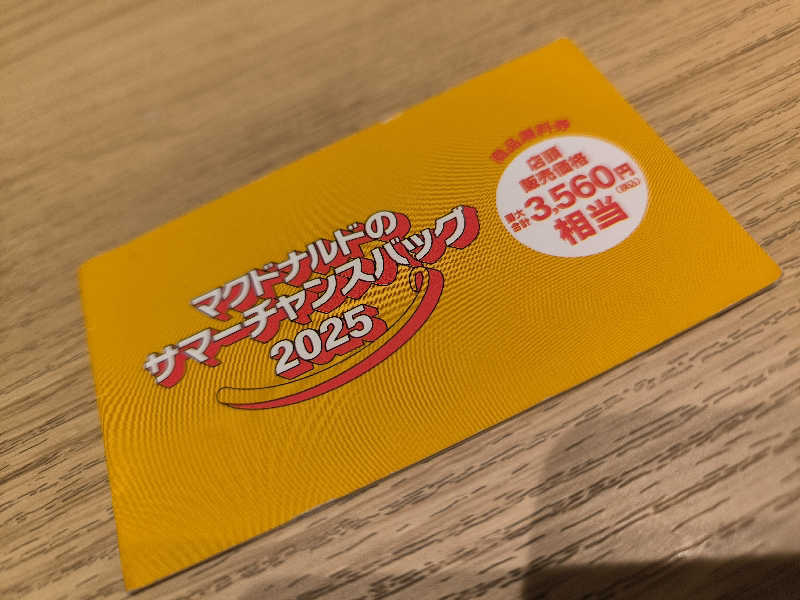 マクドナルドの
サマーチャンスバッグ
2025
商品無料券
店頭
販売価格
最大
合計3,560円(税込)
相当